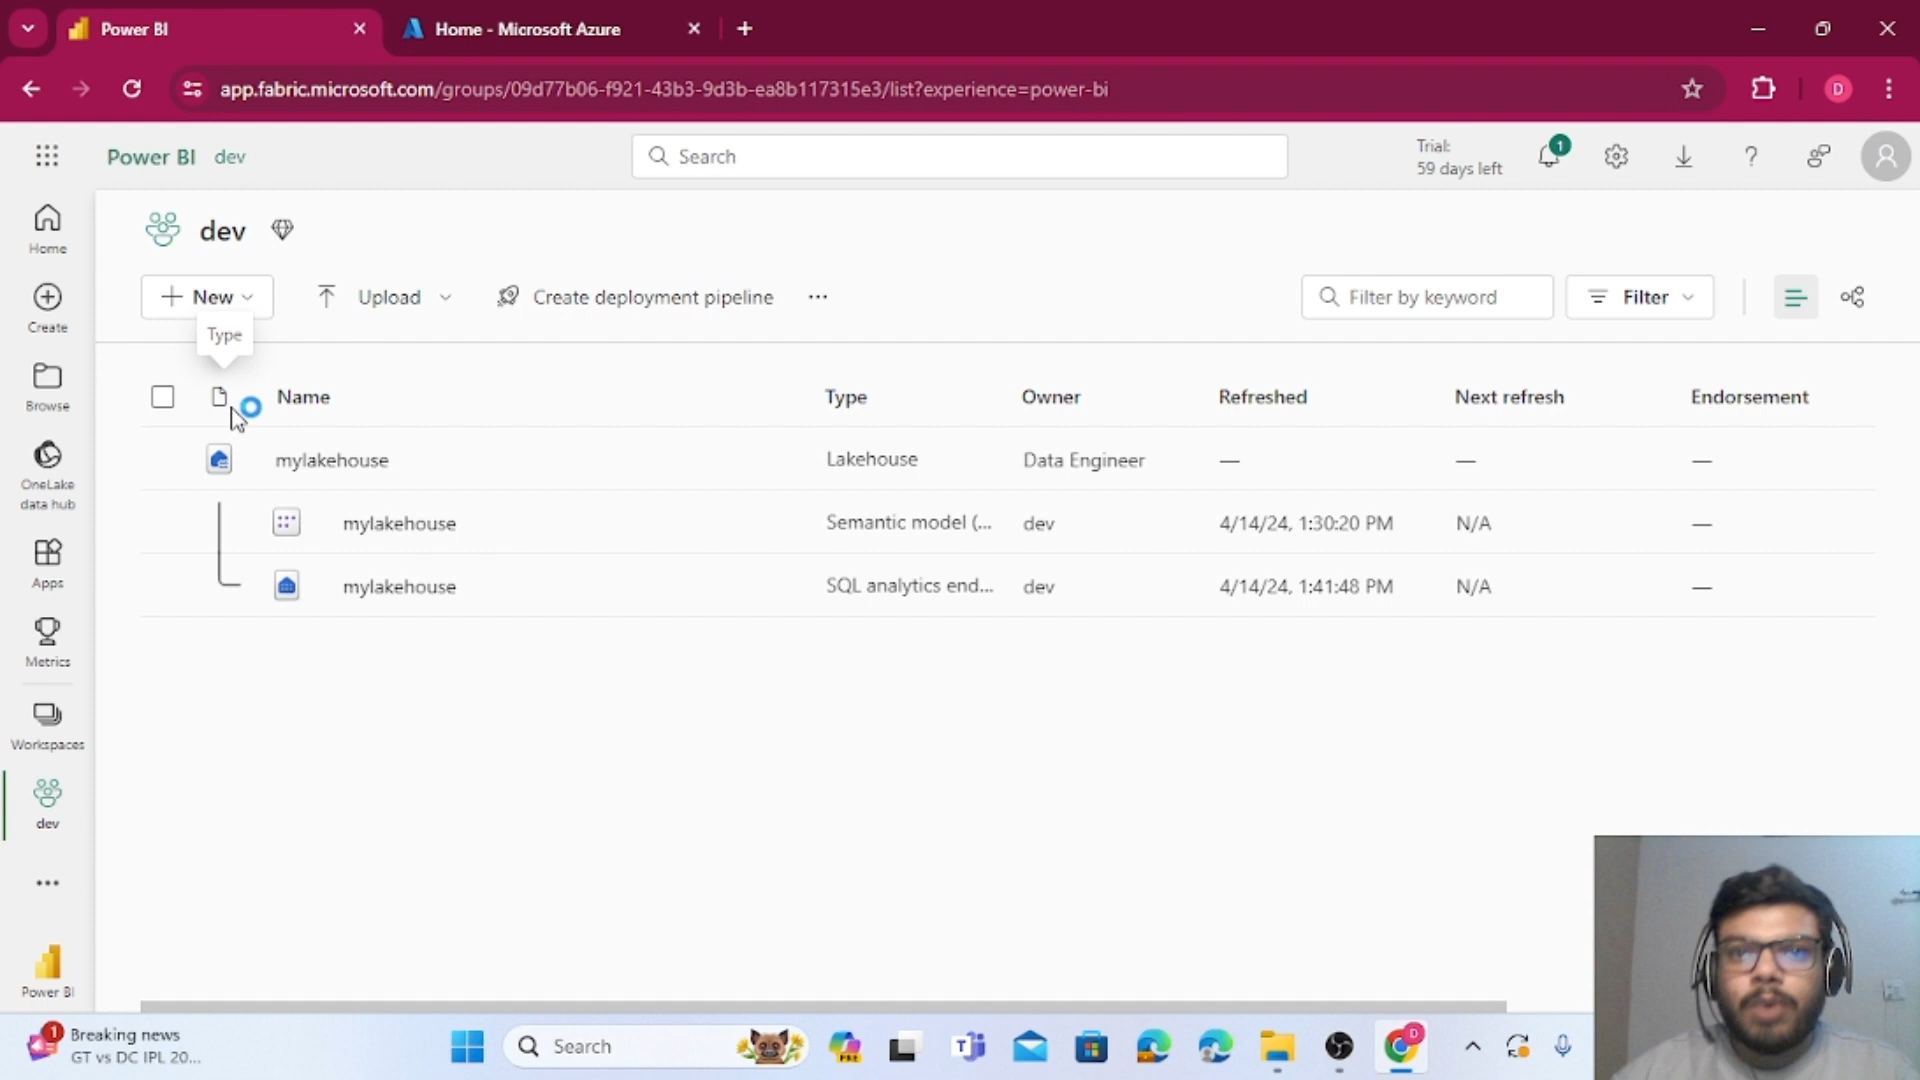 Power BI
Home - Microsoft Azure
app.fabric.microsoft.com/groups/09d77b06-f921-43b3-9d3b-ea8b117315e3/list?experience=power-bi
D
Power BI dev
Search
Trial:
59 days left
1
dev
New
Upload
Create deployment pipeline
Filter by keyword
Filter
Type
Name Type Owner Refreshed Next refresh Endorsement
mylakehouse Lakehouse Data Engineer — — —
mylakehouse Semantic model (... dev 4/14/24, 1:30:20 PM N/A —
mylakehouse SQL analytics end... dev 4/14/24, 1:41:48 PM N/A —
Home
Create
Browse
OneLake
data hub
Apps
Metrics
Workspaces
dev
Power BI
1
Breaking news
GT vs DC IPL 20...
Search
PRE
T
D